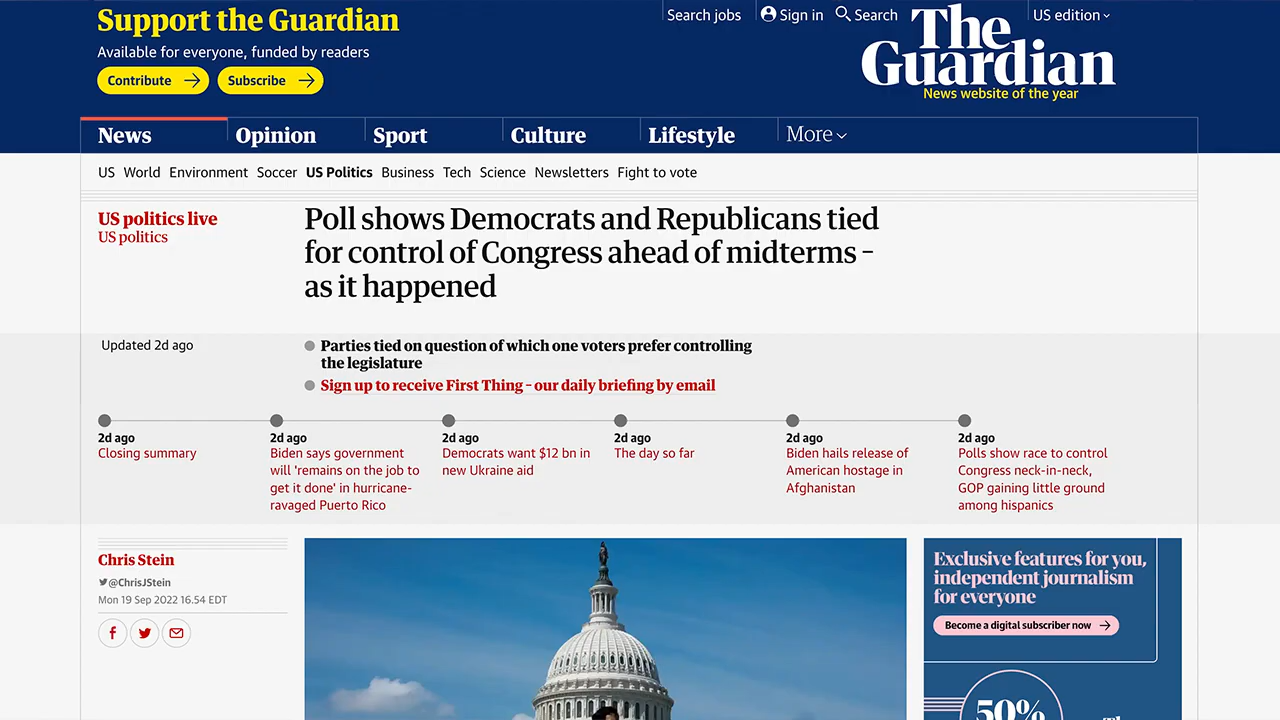 Support the Guardian
Available for everyone, funded by readers
Contribute
Subscribe
Search jobs
Sign in
Search
US edition
The
Guardian
News website of the year
News
Opinion
Sport
Culture
Lifestyle
More
US World Environment Soccer US Politics Business Tech Science Newsletters Fight to vote
US politics live
US politics
Poll shows Democrats and Republicans tied
for control of Congress ahead of midterms –
as it happened
Updated 2d ago
Parties tied on question of which one voters prefer controlling
the legislature
Sign up to receive First Thing – our daily briefing by email
2d ago
Closing summary
2d ago
Biden says government
will 'remains on the job to
get it done' in hurricane-
ravaged Puerto Rico
2d ago
Democrats want $12 bn in
new Ukraine aid
2d ago
The day so far
2d ago
Biden hails release of
American hostage in
Afghanistan
2d ago
Polls show race to control
Congress neck-in-neck,
GOP gaining little ground
among hispanics
Chris Stein
@ChrisJStein
Mon 19 Sep 2022 16.54 EDT
Exclusive features for you,
independent journalism
for everyone
Become a digital subscriber now
50%